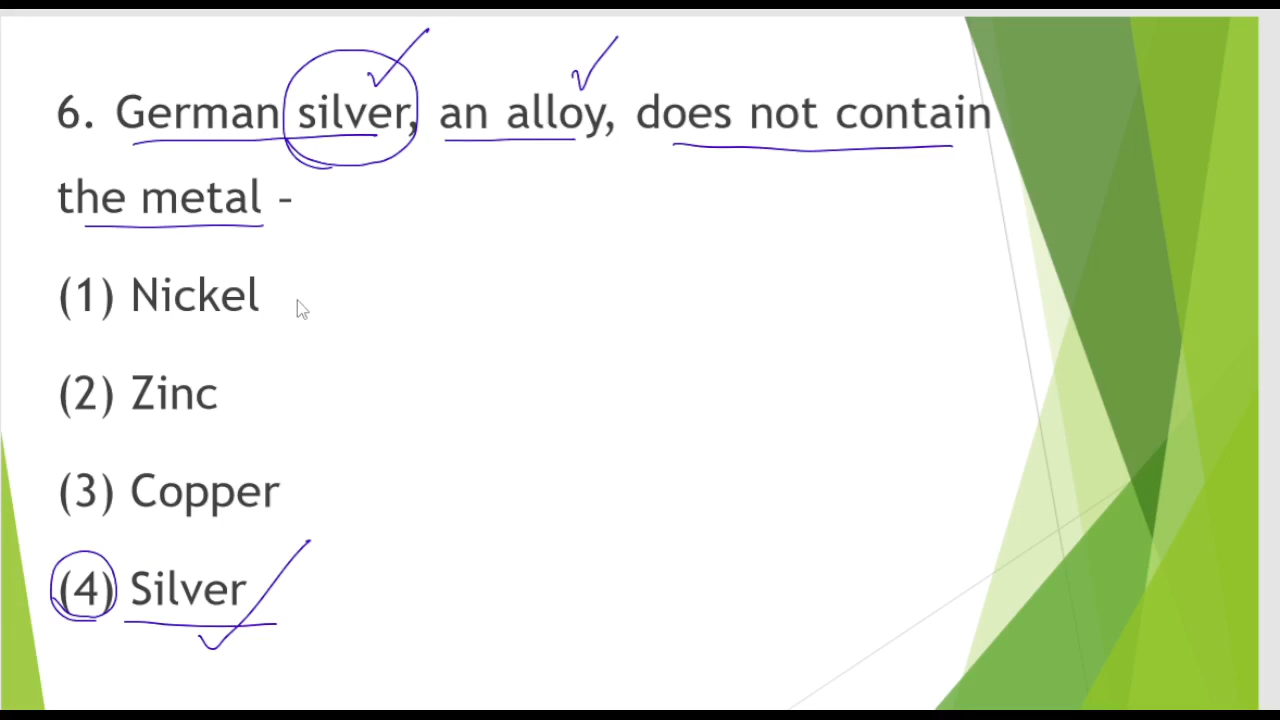 6. German silver, an alloy, does not contain
the metal -
(1) Nickel
(2) Zinc
(3) Copper
(4) Silver